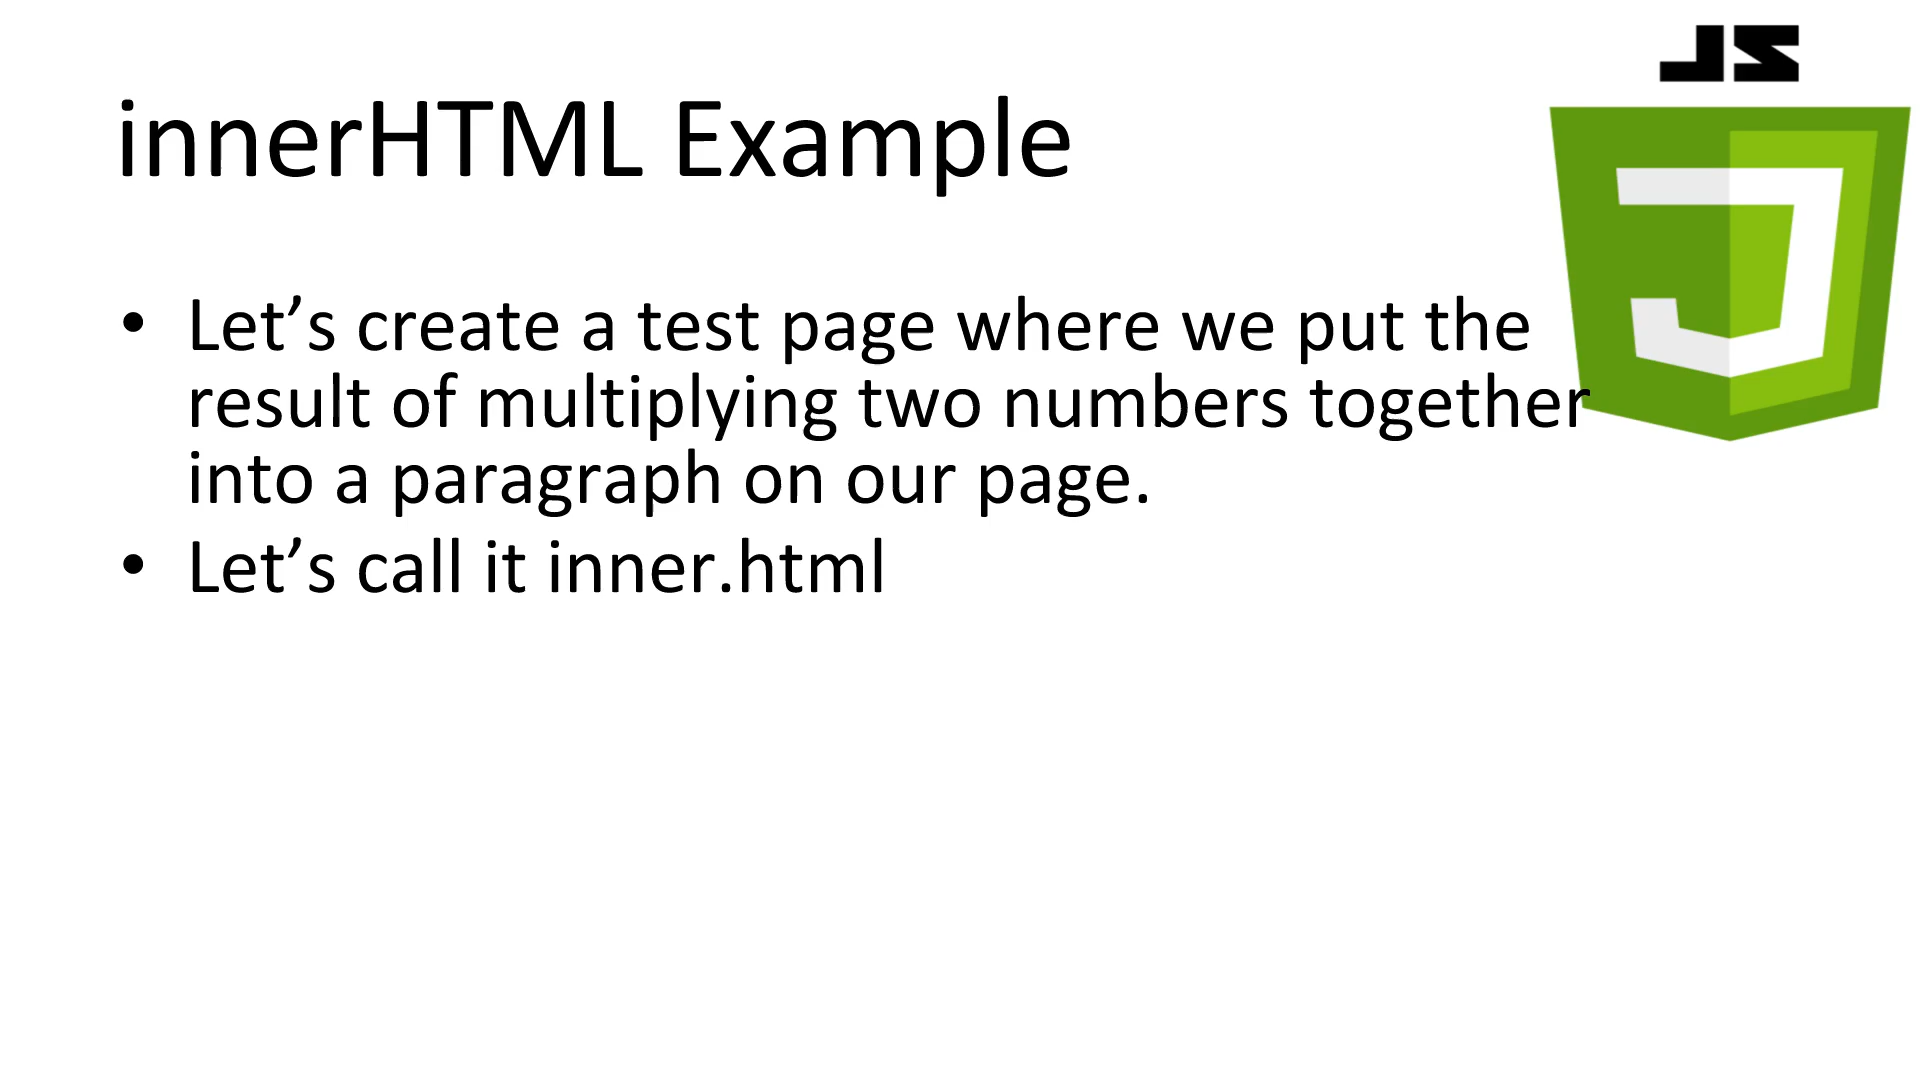 JS
innerHTML Example
• Let’s create a test page where we put the
result of multiplying two numbers together
into a paragraph on our page.
• Let’s call it inner.html